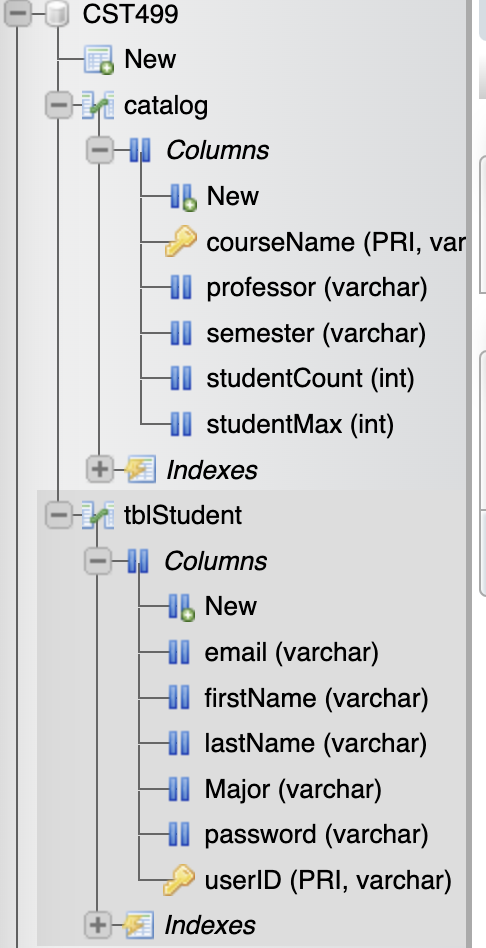 CST499
New
catalog
Columns
New
courseName (PRI, var
professor (varchar)
semester (varchar)
studentCount (int)
studentMax (int)
Indexes
tblStudent
Columns
New
email (varchar)
firstName (varchar)
lastName (varchar)
Major (varchar)
password (varchar)
userID (PRI, varchar)
Indexes